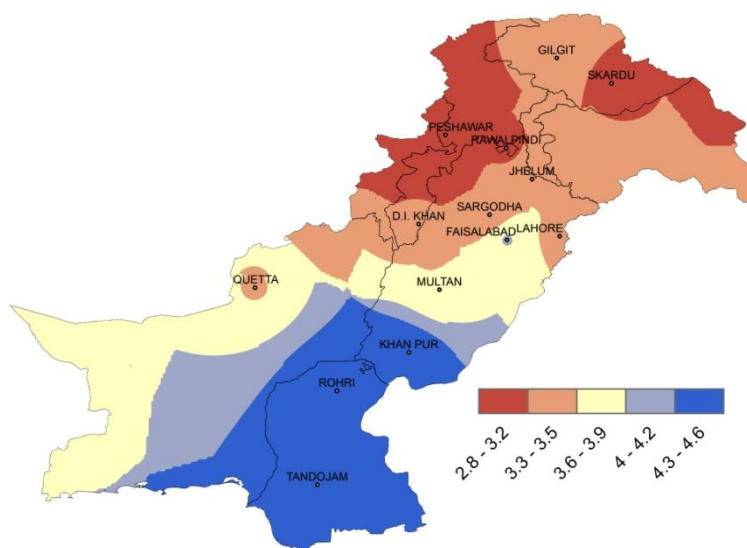 GILGIT
SKARDU
PESHAWAR
RAWALPINDI
JHELUM
SARGODHA
D.I. KHAN
FAISALABAD
LAHORE
QUETTA
MULTAN
KHAN PUR
ROHRI
TANDOJAM
2.8 - 3.2
3.3 - 3.5
3.6 - 3.9
4 - 4.2
4.3 - 4.6